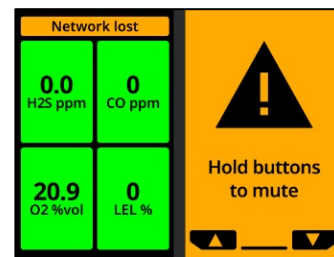 Network lost
0.0
H2S ppm
0
CO ppm
20.9
O2 %vol
0
LEL %
!
Hold buttons
to mute